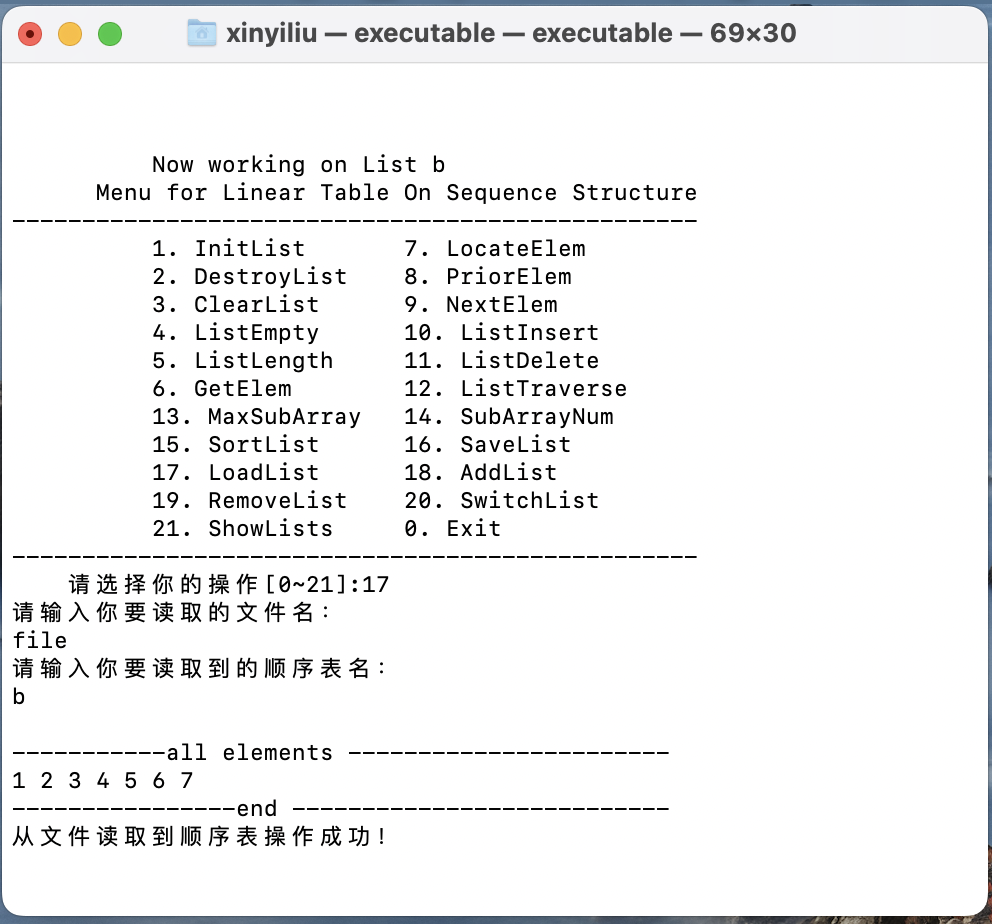 xinyiliu — executable — executable — 69×30
Now working on List b
Menu for Linear Table On Sequence Structure
-------------------------------------------------
1. InitList 7. LocateElem
2. DestroyList 8. PriorElem
3. ClearList 9. NextElem
4. ListEmpty 10. ListInsert
5. ListLength 11. ListDelete
6. GetElem 12. ListTraverse
13. MaxSubArray 14. SubArrayNum
15. SortList 16. SaveList
17. LoadList 18. AddList
19. RemoveList 20. SwitchList
21. ShowLists 0. Exit
-------------------------------------------------
请选择你的操作[0~21]:17
请输入你要读取的文件名：
file
请输入你要读取到的顺序表名：
b
-----------all elements -----------------------
1 2 3 4 5 6 7
----------------end ---------------------------
从文件读取到顺序表操作成功！